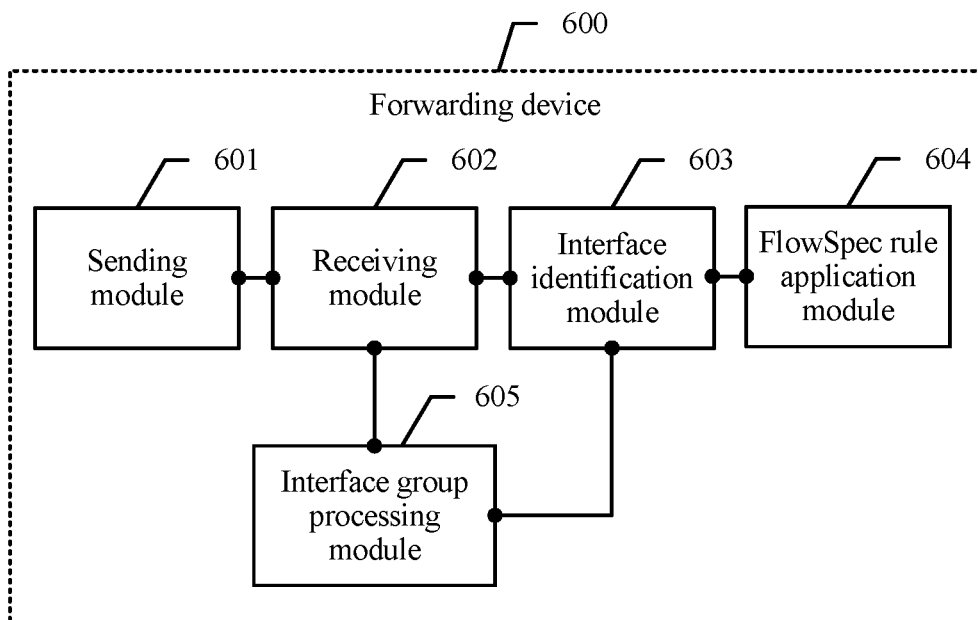 600
Forwarding device
601
602
603
604
Sending
module
Receiving
module
Interface
identification
module
FlowSpec rule
application
module
605
Interface group
processing
module